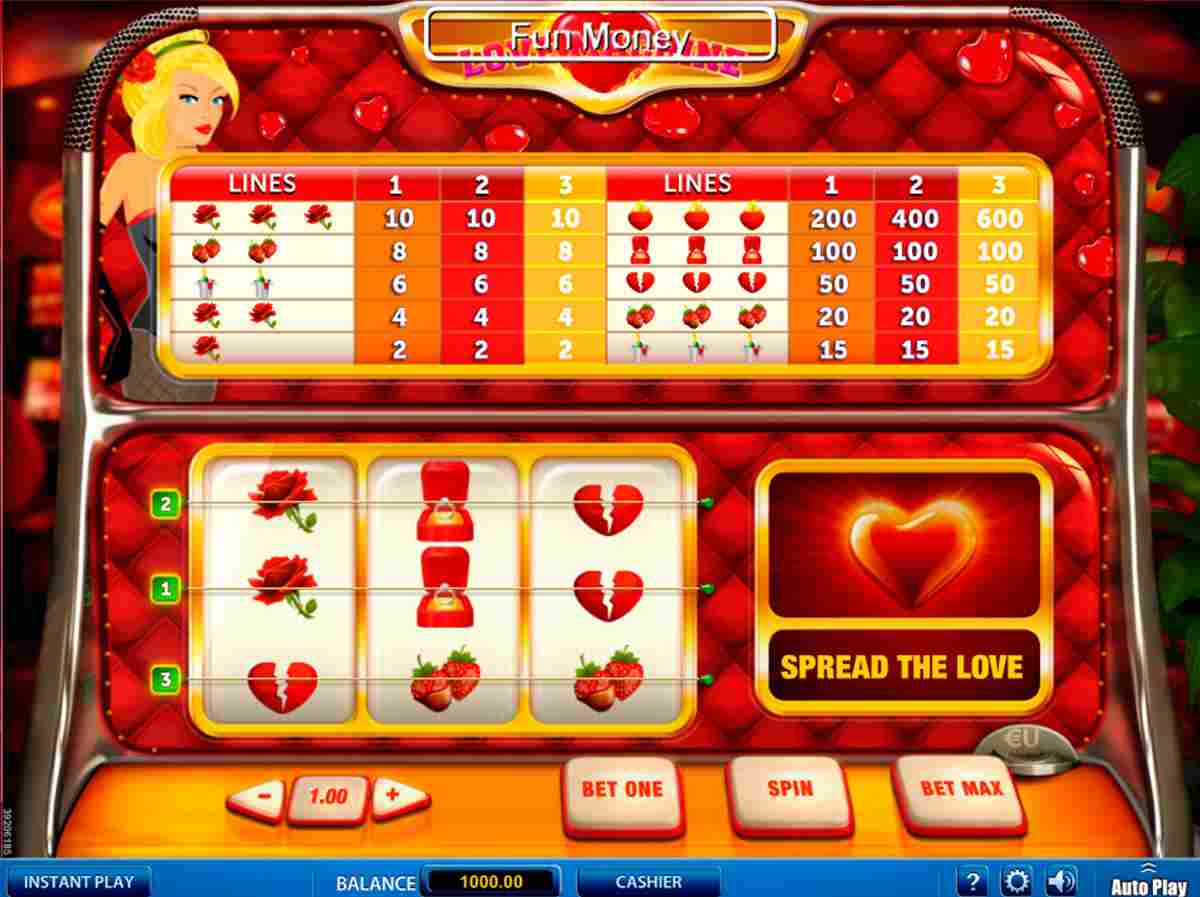 Fun Money
LINES 1 2 3 LINES 1 2 3
10 10 10 200 400 600
8 8 8 100 100 100
6 6 6 50 50 50
4 4 4 20 20 20
2 2 2 15 15 15
2
1
3
SPREAD THE LOVE
€U
- 1.00 +
BET ONE
SPIN
BET MAX
39206185
INSTANT PLAY
BALANCE 1000.00
CASHIER
?
Auto Play